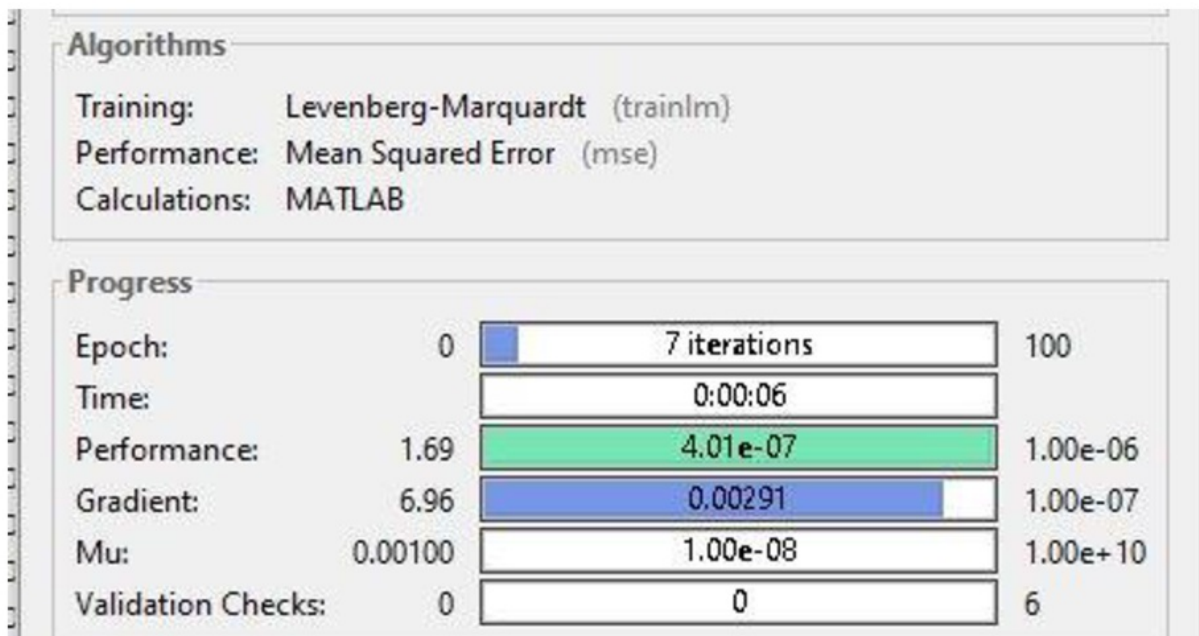 Algorithms
Training: Levenberg-Marquardt (trainlm)
Performance: Mean Squared Error (mse)
Calculations: MATLAB
Progress
Epoch: 0 7 iterations 100
Time: 0:00:06
Performance: 1.69 4.01e-07 1.00e-06
Gradient: 6.96 0.00291 1.00e-07
Mu: 0.00100 1.00e-08 1.00e+10
Validation Checks: 0 0 6